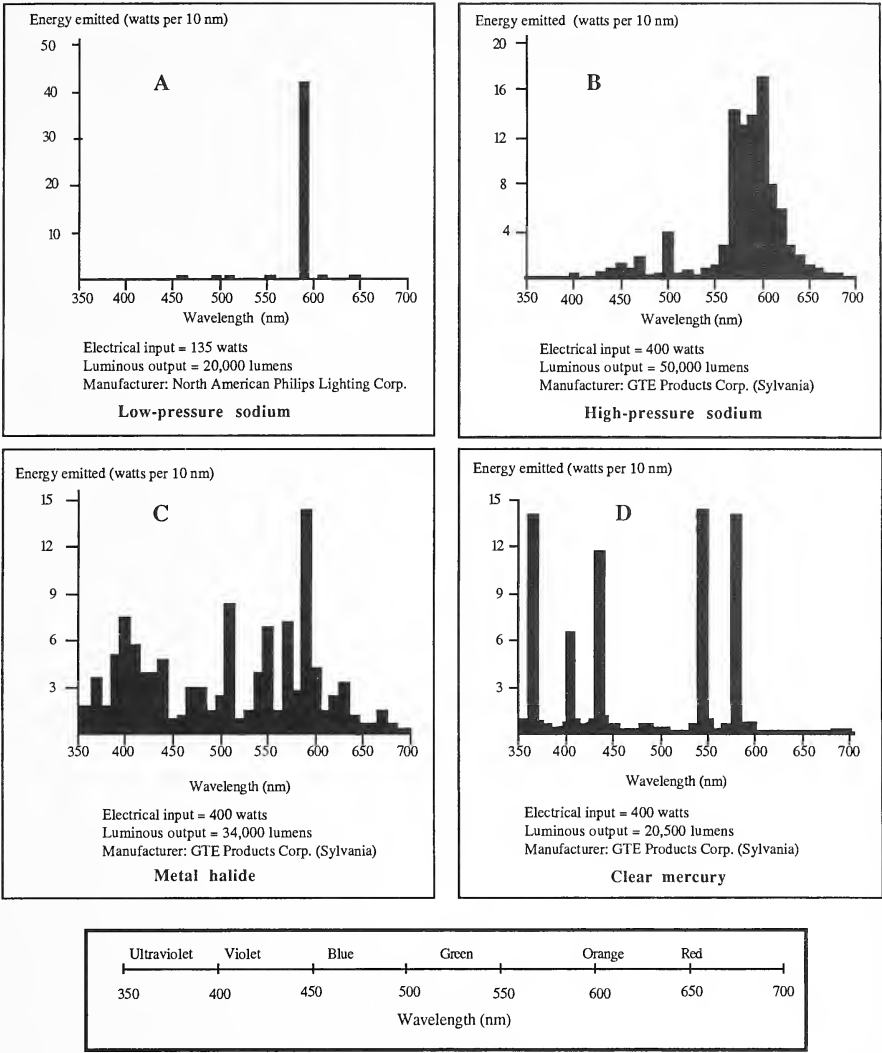 Energy emitted (watts per 10 nm)
A
50
40
30
20
10
350 400 450 500 550 600 650 700
Wavelength (nm)
Electrical input = 135 watts
Luminous output = 20,000 lumens
Manufacturer: North American Philips Lighting Corp.
Low-pressure sodium
Energy emitted (watts per 10 nm)
B
20
16
12
8
4
350 400 450 500 550 600 650 700
Wavelength (nm)
Electrical input = 400 watts
Luminous output = 50,000 lumens
Manufacturer: GTE Products Corp. (Sylvania)
High-pressure sodium
Energy emitted (watts per 10 nm)
C
15
12
9
6
3
350 400 450 500 550 600 650 700
Wavelength (nm)
Electrical input = 400 watts
Luminous output = 34,000 lumens
Manufacturer: GTE Products Corp. (Sylvania)
Metal halide
Energy emitted (watts per 10 nm)
D
15
12
9
6
3
350 400 450 500 550 600 650 700
Wavelength (nm)
Electrical input = 400 watts
Luminous output = 20,500 lumens
Manufacturer: GTE Products Corp. (Sylvania)
Clear mercury
Ultraviolet Violet Blue Green Orange Red
350 400 450 500 550 600 650 700
Wavelength (nm)